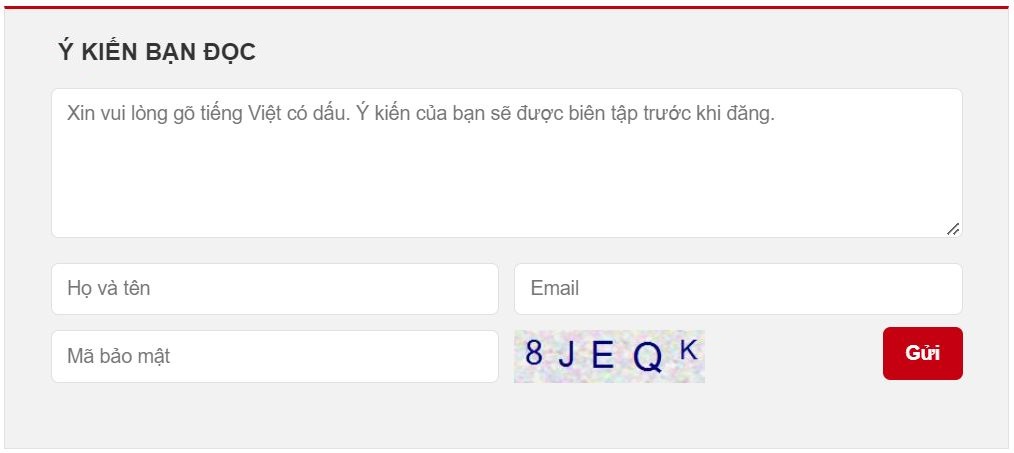 Ý KIẾN BẠN ĐỌC
Xin vui lòng gõ tiếng Việt có dấu. Ý kiến của bạn sẽ được biên tập trước khi đăng.
Họ và tên
Email
Mã bảo mật
8 J E Q K
Gửi